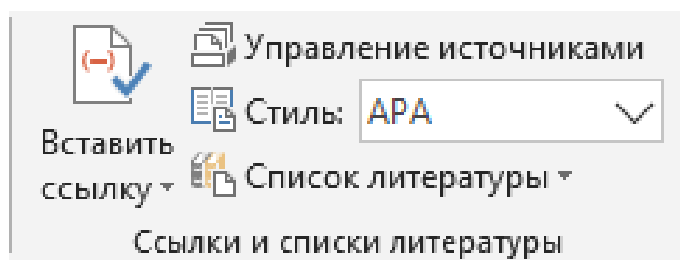 Вставить
ссылку
Управление источниками
Стиль: APA
Список литературы
Ссылки и списки литературы